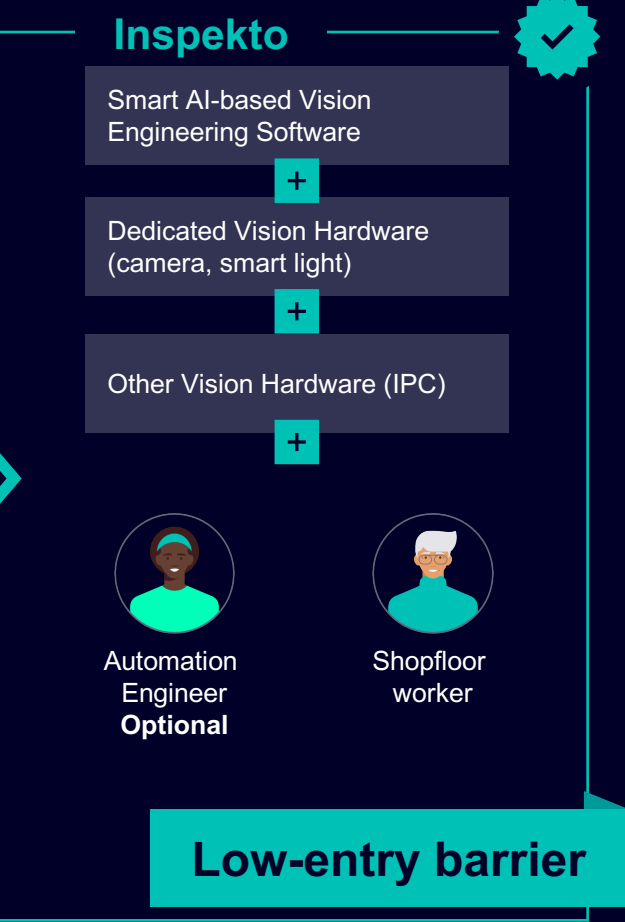 Inspekto
Smart AI-based Vision
Engineering Software
+
Dedicated Vision Hardware
(camera, smart light)
+
Other Vision Hardware (IPC)
+
Automation
Engineer
Optional
Shopfloor
worker
Low-entry barrier